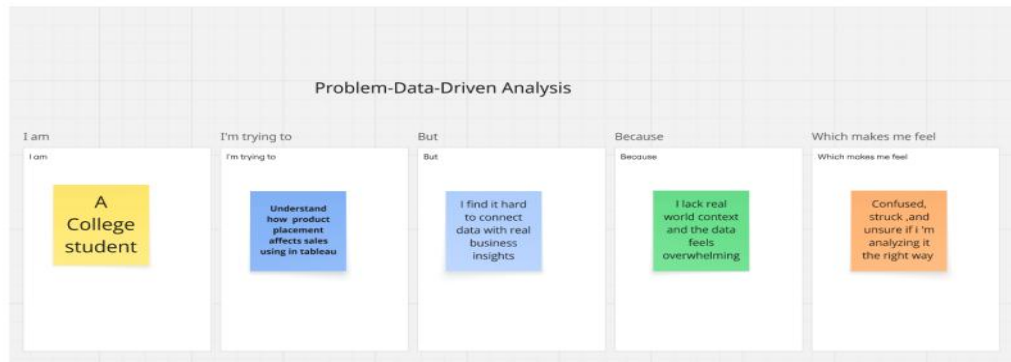 Problem-Data-Driven Analysis
I am
I'm trying to
But
Because
Which makes me feel
I am
I'm trying to
But
Because
Which makes me feel
A
College
student
Understand
how product
placement
affects sales
using in tableau
I find it hard
to connect
data with real
business
insights
I lack real
world context
and the data
feels
overwhelming
Confused,
struck ,and
unsure if i 'm
analyzing it
the right way